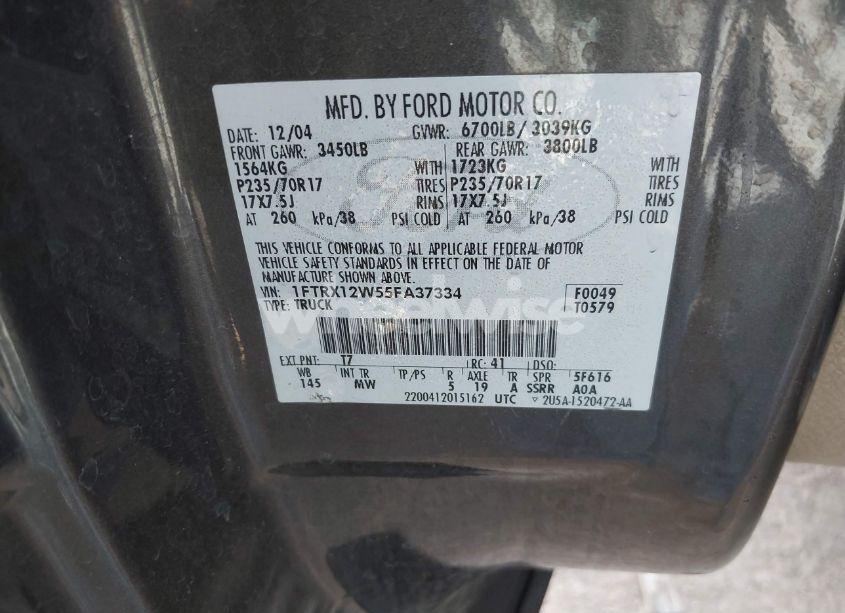 MFD. BY FORD MOTOR CO.
DATE: 12/04 GVWR: 6700LB/ 3039KG
FRONT GAWR: 3450LB REAR GAWR: 3800LB
1564KG WITH 1723KG WITH
P235/70R17 TIRES P235/70R17 TIRES
17X7.5J RIMS 17X7.5J RIMS
AT 260 kPa/38 PSI COLD AT 260 kPa/38 PSI COLD
Ford
THIS VEHICLE CONFORMS TO ALL APPLICABLE FEDERAL MOTOR
VEHICLE SAFETY STANDARDS IN EFFECT ON THE DATE OF
MANUFACTURE SHOWN ABOVE.
VIN: 1FTRX12W55FA37334 F0049
TYPE: TRUCK T0579
wheelwise
EXT PNT: T7 RC: 41 DSO:
WB INT TR TP/PS R AXLE TR SPR 5F616
145 MW 5 19 A SSRR A0A
2200412015162 UTC ▿ 2U5A-1520472-AA